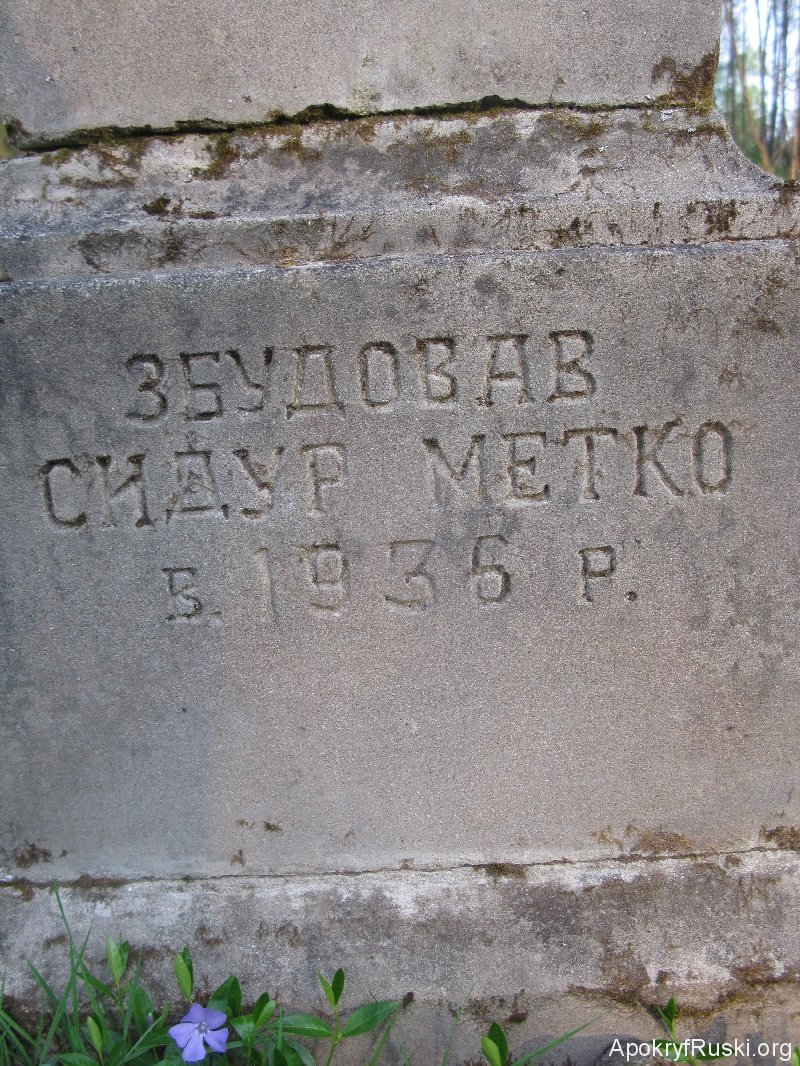 ЗБУДОВАВ
СИДУР МЕТКО
В. 1936 Р.
ApokryfRuski.org